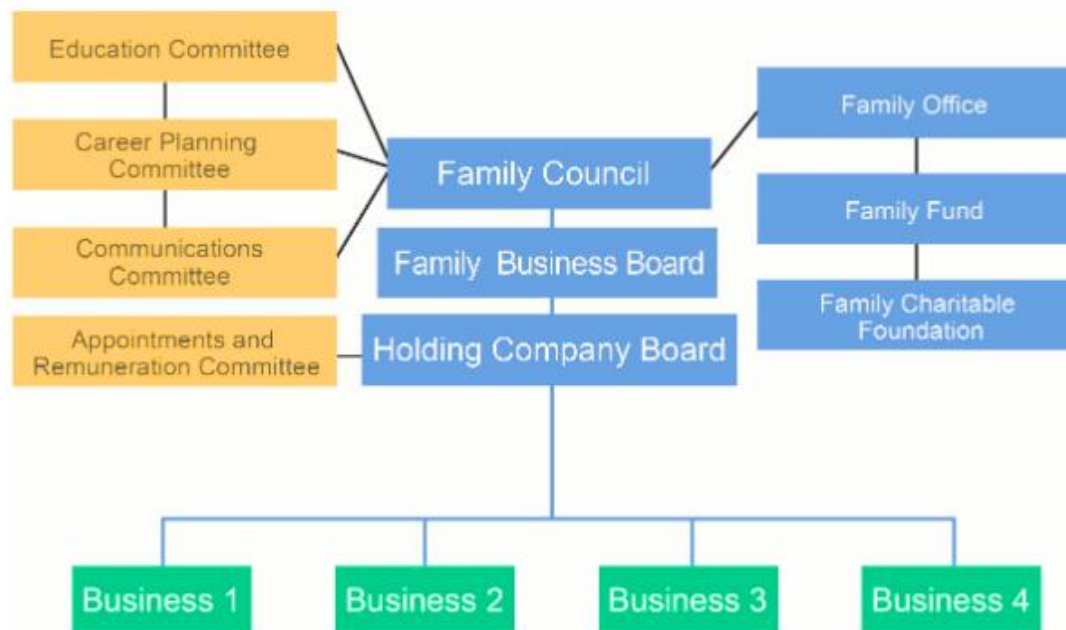 Education Committee
Career Planning
Committee
Communications
Committee
Appointments and
Remuneration Committee
Family Council
Family Business Board
Holding Company Board
Family Office
Family Fund
Family Charitable
Foundation
Business 1
Business 2
Business 3
Business 4